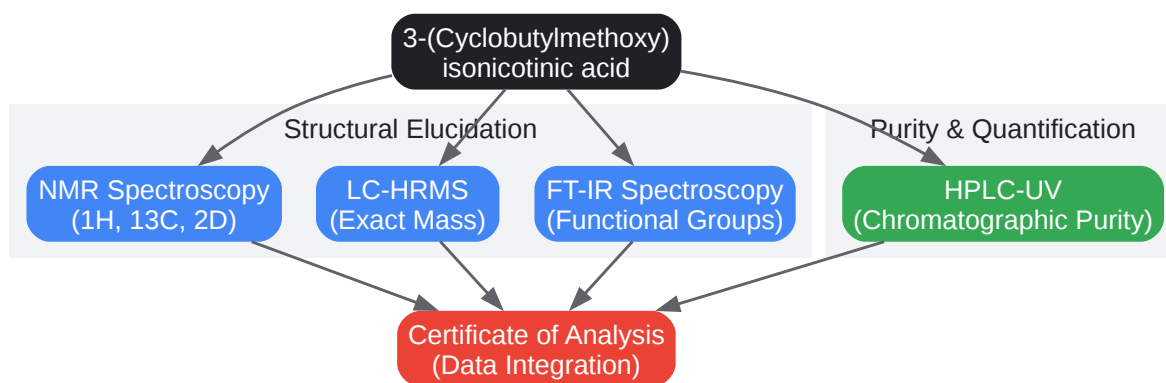 3-(Cyclobutylmethoxy)
isonicotinic acid
Structural Elucidation
Purity & Quantification
NMR Spectroscopy
(1H, 13C, 2D)
LC-HRMS
(Exact Mass)
FT-IR Spectroscopy
(Functional Groups)
HPLC-UV
(Chromatographic Purity)
Certificate of Analysis
(Data Integration)